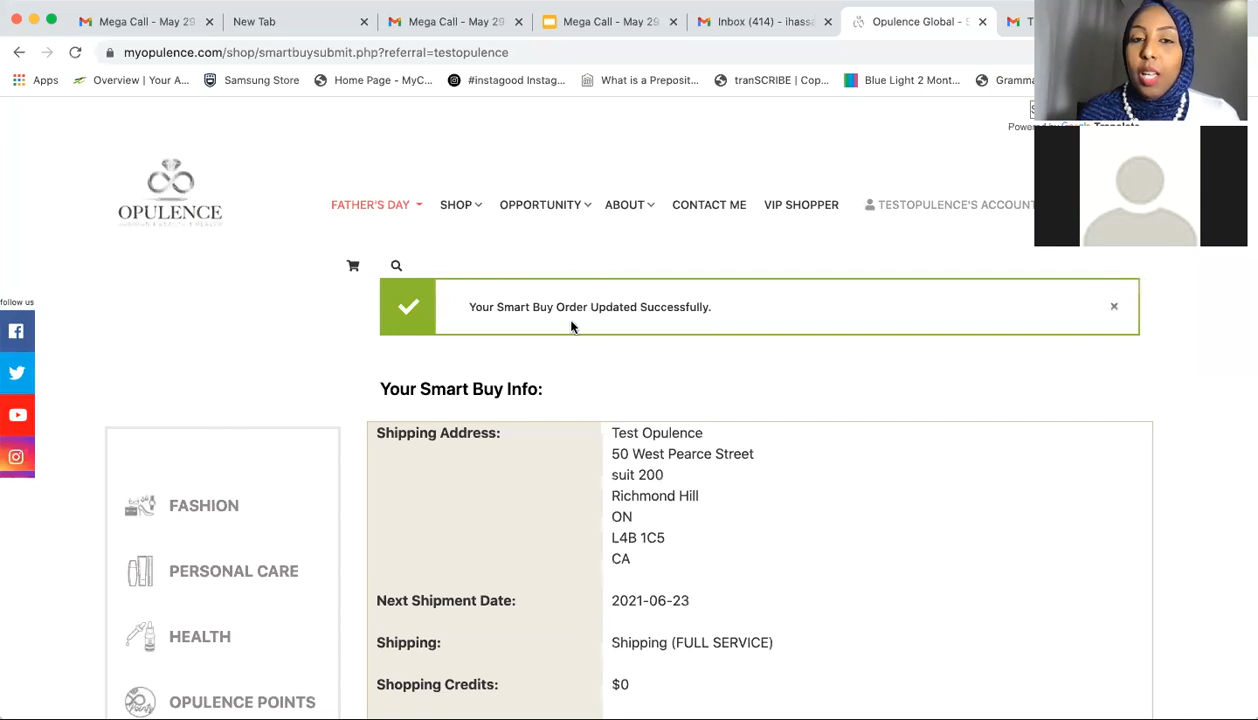 Mega Call - May 29
New Tab
Mega Call - May 29
Mega Call - May 29
Inbox (414) - ihassa
Opulence Global - S
T
myopulence.com/shop/smartbuysubmit.php?referral=testopulence
Apps
Overview | Your A...
Samsung Store
Home Page - MyC...
#instagood Instag...
What is a Preposit...
tranSCRIBE | Cop...
Blue Light 2 Mont...
Gramma
Powered by Google Translate
OPULENCE
FATHER'S DAY
SHOP
OPPORTUNITY
ABOUT
CONTACT ME
VIP SHOPPER
TESTOPULENCE'S ACCOUNT
Your Smart Buy Order Updated Successfully.
follow us
Your Smart Buy Info:
Shipping Address:
Test Opulence
50 West Pearce Street
suit 200
Richmond Hill
ON
L4B 1C5
CA
Next Shipment Date:
2021-06-23
Shipping:
Shipping (FULL SERVICE)
Shopping Credits:
$0
FASHION
PERSONAL CARE
HEALTH
OPULENCE POINTS